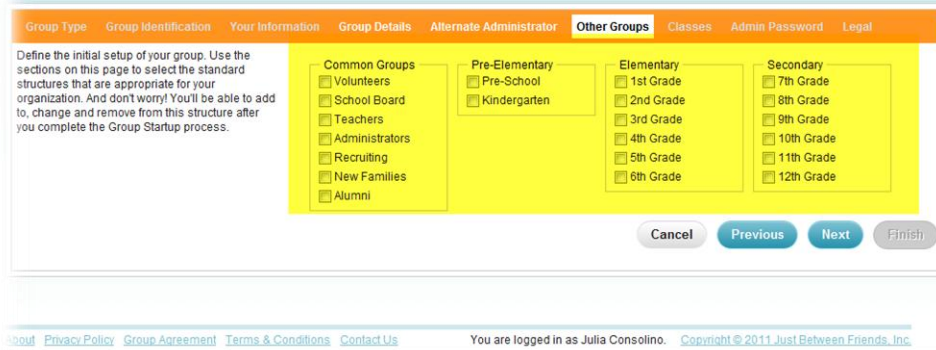 Group Type Group Identification Your Information Group Details Alternate Administrator Other Groups Classes Admin Password Legal
Define the initial setup of your group. Use the
sections on this page to select the standard
structures that are appropriate for your
organization. And don't worry! You'll be able to add
to, change and remove from this structure after
you complete the Group Startup process.
Common Groups
Volunteers
School Board
Teachers
Administrators
Recruiting
New Families
Alumni
Pre-Elementary
Pre-School
Kindergarten
Elementary
1st Grade
2nd Grade
3rd Grade
4th Grade
5th Grade
6th Grade
Secondary
7th Grade
8th Grade
9th Grade
10th Grade
11th Grade
12th Grade
Cancel Previous Next Finish
About Privacy Policy Group Agreement Terms & Conditions Contact Us You are logged in as Julia Consolino. Copyright © 2011 Just Between Friends, Inc.